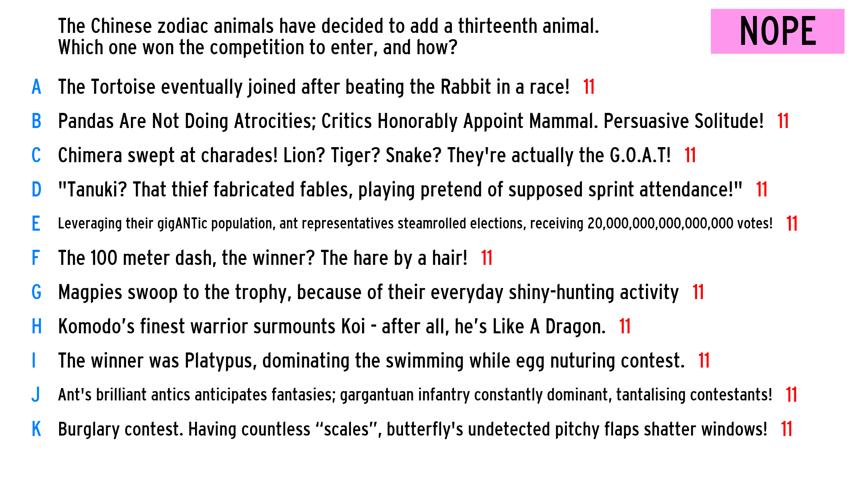 The Chinese zodiac animals have decided to add a thirteenth animal.
Which one won the competition to enter, and how?
NOPE
A The Tortoise eventually joined after beating the Rabbit in a race! 11
B Pandas Are Not Doing Atrocities; Critics Honorably Appoint Mammal. Persuasive Solitude! 11
C Chimera swept at charades! Lion? Tiger? Snake? They're actually the G.O.A.T! 11
D "Tanuki? That thief fabricated fables, playing pretend of supposed sprint attendance!" 11
E Leveraging their gigANTic population, ant representatives steamrolled elections, receiving 20,000,000,000,000,000 votes! 11
F The 100 meter dash, the winner? The hare by a hair! 11
G Magpies swoop to the trophy, because of their everyday shiny-hunting activity 11
H Komodo's finest warrior surmounts Koi - after all, he's Like A Dragon. 11
I The winner was Platypus, dominating the swimming while egg nuturing contest. 11
J Ant's brilliant antics anticipates fantasies; gargantuan infantry constantly dominant, tantalising contestants! 11
K Burglary contest. Having countless “scales”, butterfly's undetected pitchy flaps shatter windows! 11